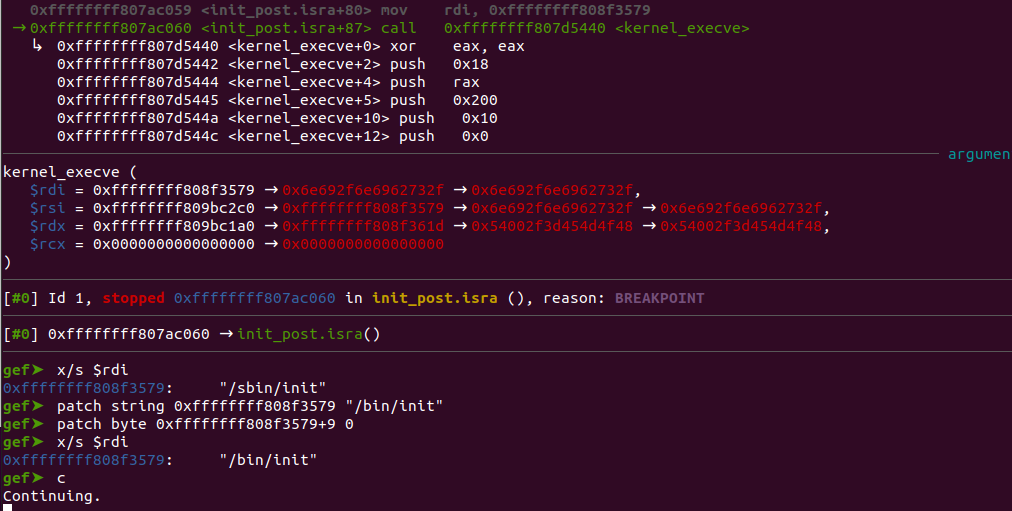 0xffffffff807ac059 <init_post.isra+80> mov    rdi, 0xffffffff808f3579
→0xffffffff807ac060 <init_post.isra+87> call   0xffffffff807d5440 <kernel_execve>
↳  0xffffffff807d5440 <kernel_execve+0> xor    eax, eax
0xffffffff807d5442 <kernel_execve+2> push   0x18
0xffffffff807d5444 <kernel_execve+4> push   rax
0xffffffff807d5445 <kernel_execve+5> push   0x200
0xffffffff807d544a <kernel_execve+10> push   0x10
0xffffffff807d544c <kernel_execve+12> push   0x0
argumen
kernel_execve (
$rdi = 0xffffffff808f3579 →0x6e692f6e6962732f →0x6e692f6e6962732f,
$rsi = 0xffffffff809bc2c0 →0xffffffff808f3579 →0x6e692f6e6962732f →0x6e692f6e6962732f,
$rdx = 0xffffffff809bc1a0 →0xffffffff808f361d →0x54002f3d454d4f48 →0x54002f3d454d4f48,
$rcx = 0x0000000000000000 →0x0000000000000000
)
[#0] Id 1, stopped 0xffffffff807ac060 in init_post.isra (), reason: BREAKPOINT
[#0] 0xffffffff807ac060 →init_post.isra()
gef➤  x/s $rdi
0xffffffff808f3579:     "/sbin/init"
gef➤  patch string 0xffffffff808f3579 "/bin/init"
gef➤  patch byte 0xffffffff808f3579+9 0
gef➤  x/s $rdi
0xffffffff808f3579:     "/bin/init"
gef➤  c
Continuing.